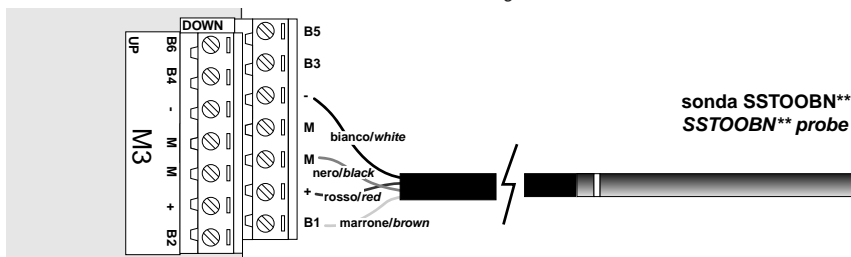 DOWN
UP
B6
B4
-
M
M
+
B2
M3
B5
B3
-
M
M
+
B1
bianco/white
nero/black
rosso/red
marrone/brown
sonda SSTOOBN**
SSTOOBN** probe